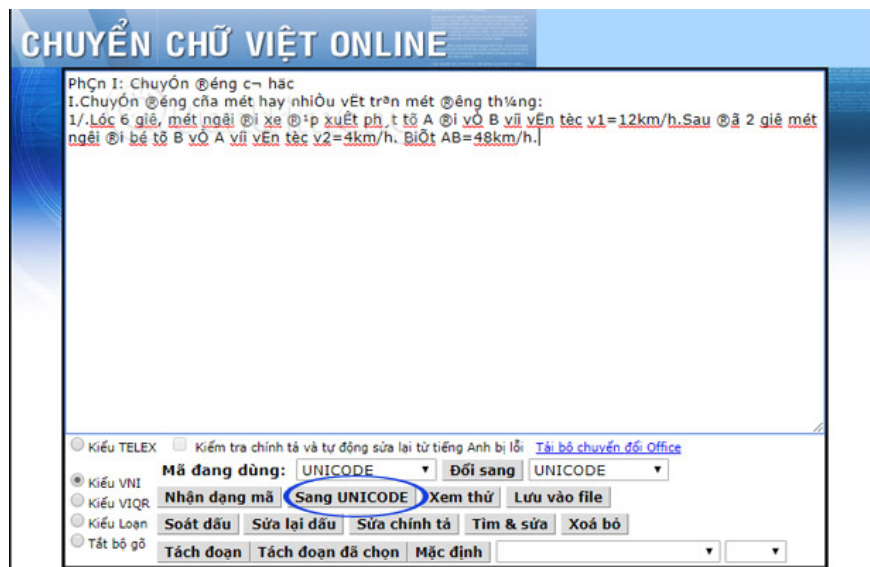 CHUYỂN CHỮ VIỆT ONLINE
PhÇn I: ChuyÓn ®éng c¬ häc
I.ChuyÓn ®éng cña mét hay nhiÒu vËt trªn mét ®êng th¼ng:
1/.Lóc 6 giê, mét ngêi ®i xe ®¹p xuÊt ph¸t tõ A ®i vÒ B víi vËn tèc v1=12km/h.Sau ®ã 2 giê mét
ngêi ®i bé tõ B vÒ A víi vËn tèc v2=4km/h. BiÕt AB=48km/h.
Kiểu TELEX Kiểm tra chính tả và tự động sửa lại từ tiếng Anh bị lỗi Tải bộ chuyển đổi Office
Mã đang dùng: UNICODE Đổi sang UNICODE
Kiểu VNI
Nhận dạng mã Sang UNICODE Xem thử Lưu vào file
Kiểu VIQR
Kiểu Loạn Soát dấu Sửa lại dấu Sửa chính tả Tìm & sửa Xoá bỏ
Tắt bộ gõ
Tách đoạn Tách đoạn đã chọn Mặc định